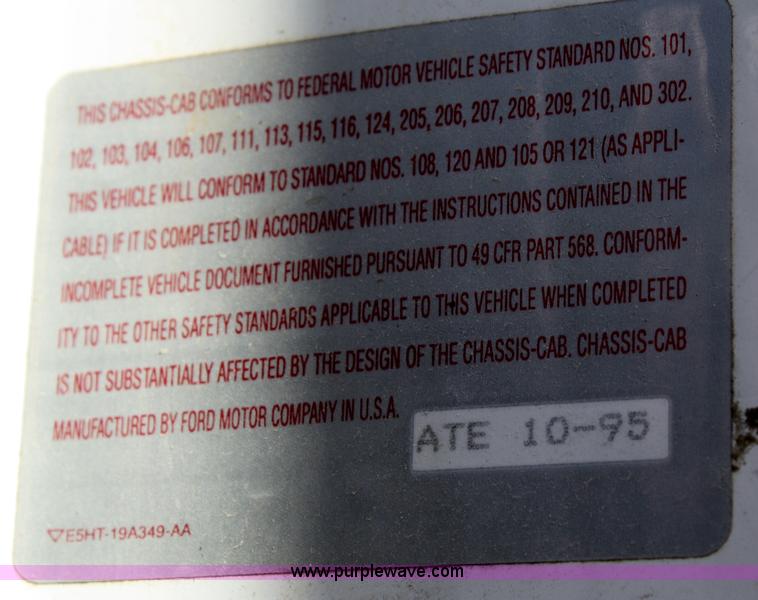 THIS CHASSIS-CAB CONFORMS TO FEDERAL MOTOR VEHICLE SAFETY STANDARD NOS. 101,
102, 103, 104, 106, 107, 111, 113, 115, 116, 124, 205, 206, 207, 208, 209, 210, AND 302.
THIS VEHICLE WILL CONFORM TO STANDARD NOS. 108, 120 AND 105 OR 121 (AS APPLI-
CABLE) IF IT IS COMPLETED IN ACCORDANCE WITH THE INSTRUCTIONS CONTAINED IN THE
INCOMPLETE VEHICLE DOCUMENT FURNISHED PURSUANT TO 49 CFR PART 568. CONFORM-
ITY TO THE OTHER SAFETY STANDARDS APPLICABLE TO THIS VEHICLE WHEN COMPLETED
IS NOT SUBSTANTIALLY AFFECTED BY THE DESIGN OF THE CHASSIS-CAB. CHASSIS-CAB
MANUFACTURED BY FORD MOTOR COMPANY IN U.S.A.
ATE 10-95
E5HT-19A349-AA
www.purplewave.com